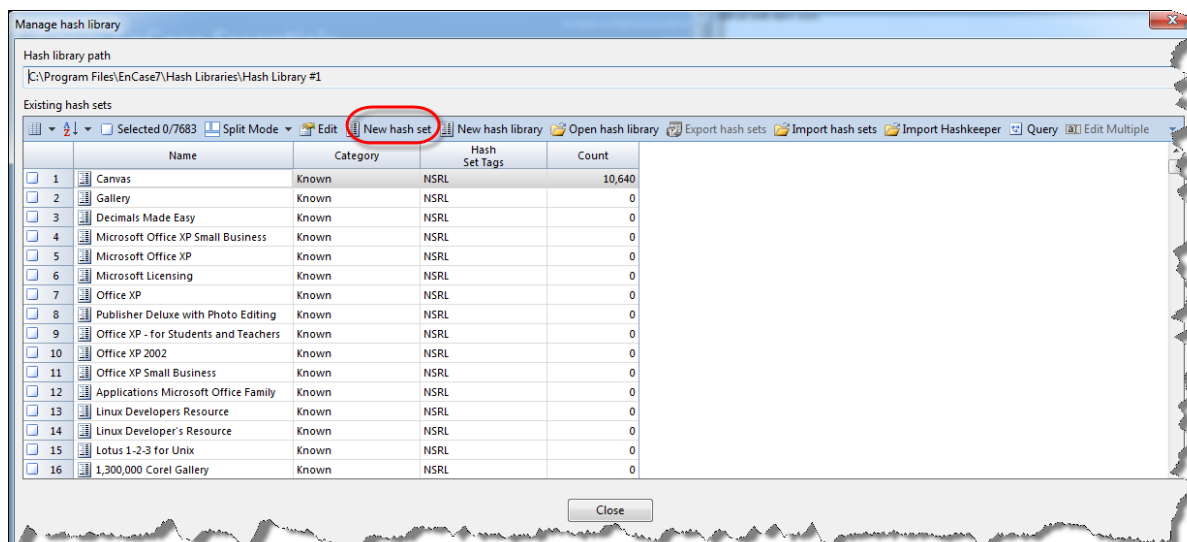 Manage hash library
Hash library path
C:\Program Files\EnCase7\Hash Libraries\Hash Library #1
Existing hash sets
Selected 0/7683 Split Mode Edit New hash set New hash library Open hash library Export hash sets Import hash sets Import Hashkeeper Query Edit Multiple
Name Category Hash Set Tags Count
1 Canvas Known NSRL 10,640
2 Gallery Known NSRL 0
3 Decimals Made Easy Known NSRL 0
4 Microsoft Office XP Small Business Known NSRL 0
5 Microsoft Office XP Known NSRL 0
6 Microsoft Licensing Known NSRL 0
7 Office XP Known NSRL 0
8 Publisher Deluxe with Photo Editing Known NSRL 0
9 Office XP - for Students and Teachers Known NSRL 0
10 Office XP 2002 Known NSRL 0
11 Office XP Small Business Known NSRL 0
12 Applications Microsoft Office Family Known NSRL 0
13 Linux Developers Resource Known NSRL 0
14 Linux Developer's Resource Known NSRL 0
15 Lotus 1-2-3 for Unix Known NSRL 0
16 1,300,000 Corel Gallery Known NSRL 0
Close